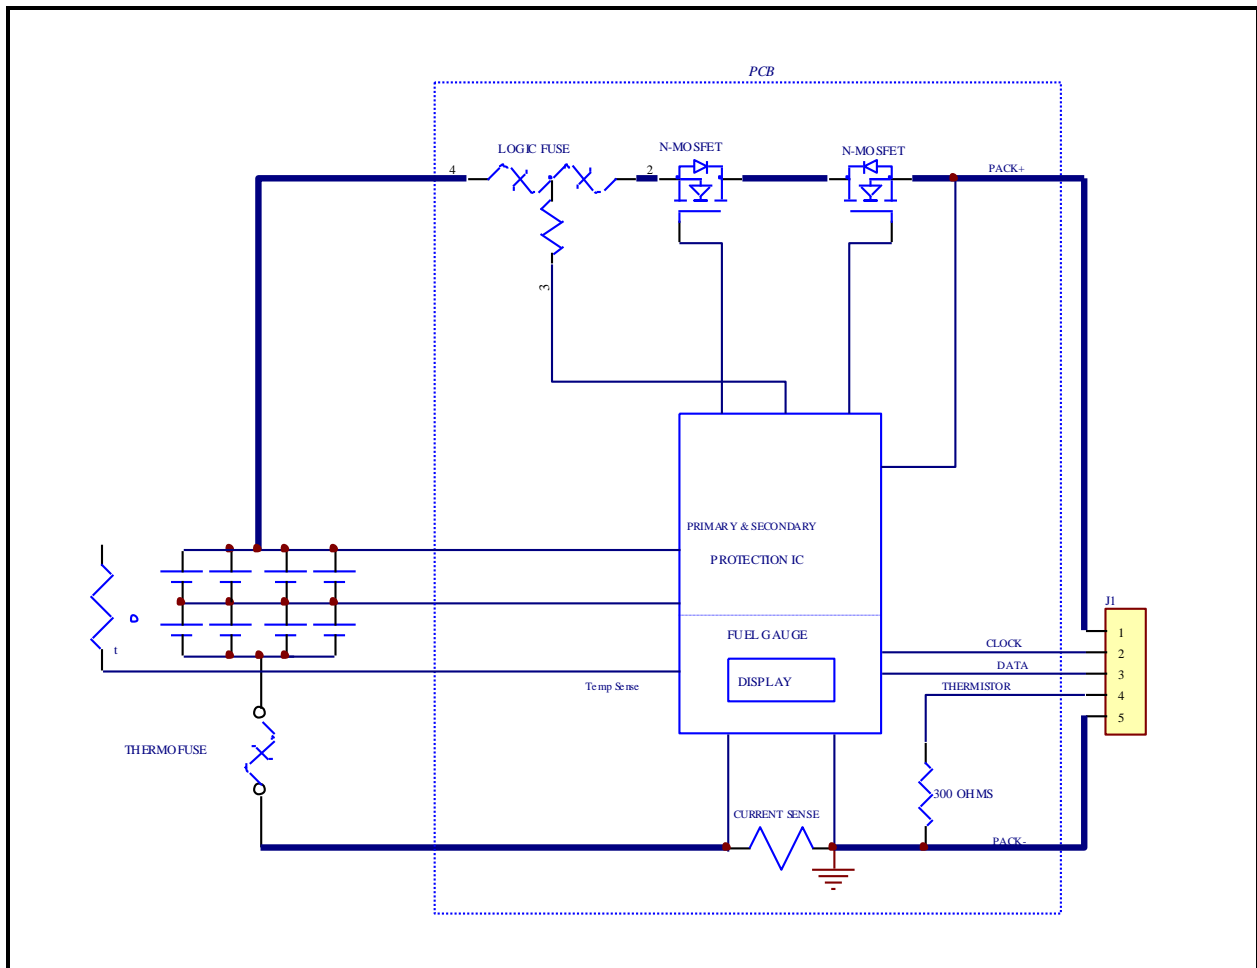 PCB
LOGIC FUSE
N-MOSFET
N-MOSFET
4
2
PACK+
3
PRIMARY & SECONDARY
PROTECTION IC
FUEL GAUGE
DISPLAY
J1
1
CLOCK
2
DATA
3
THERMISTOR
4
5
t
Temp Sense
THERMOFUSE
300 OHMS
CURRENT SENSE
PACK-